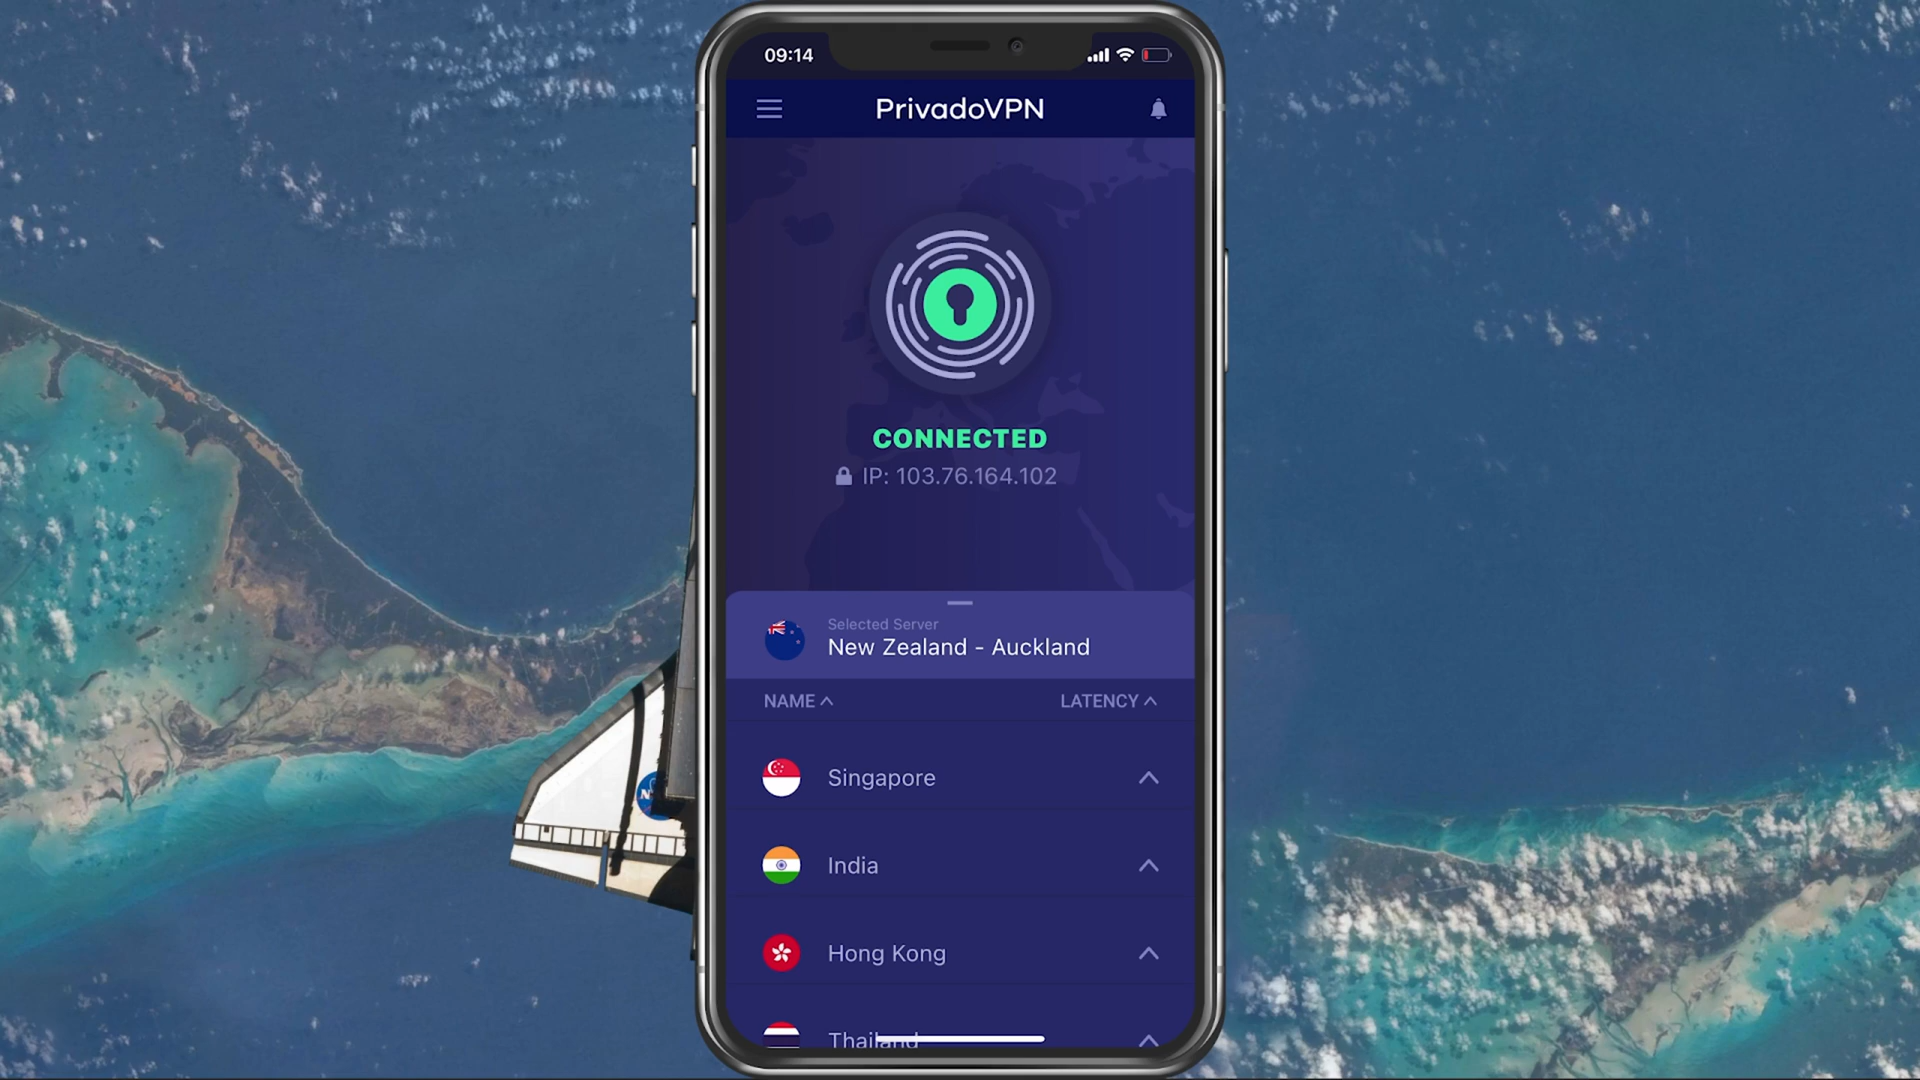 09:14
PrivadoVPN
CONNECTED
IP: 103.76.164.102
Selected Server
New Zealand - Auckland
NAME
LATENCY
Singapore
India
Hong Kong
Thailand